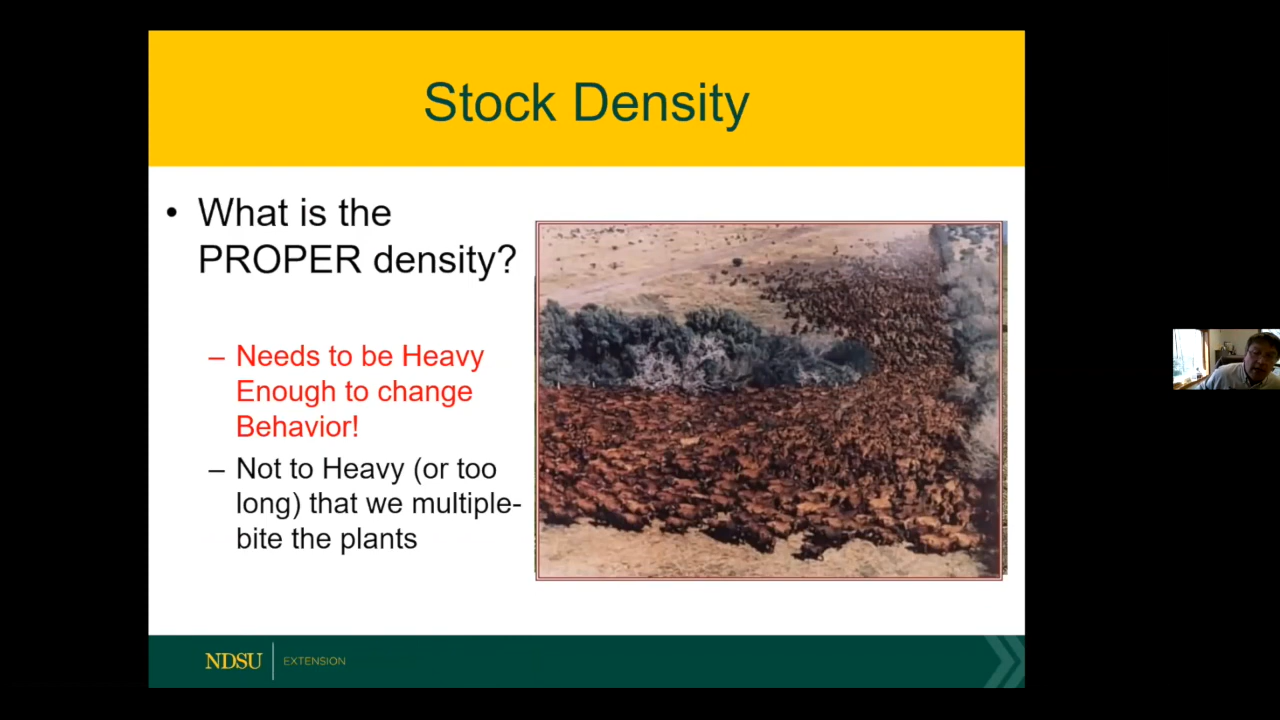 Stock Density
• What is the
PROPER density?
– Needs to be Heavy
Enough to change
Behavior!
– Not to Heavy (or too
long) that we multiple-
bite the plants
NDSU EXTENSION